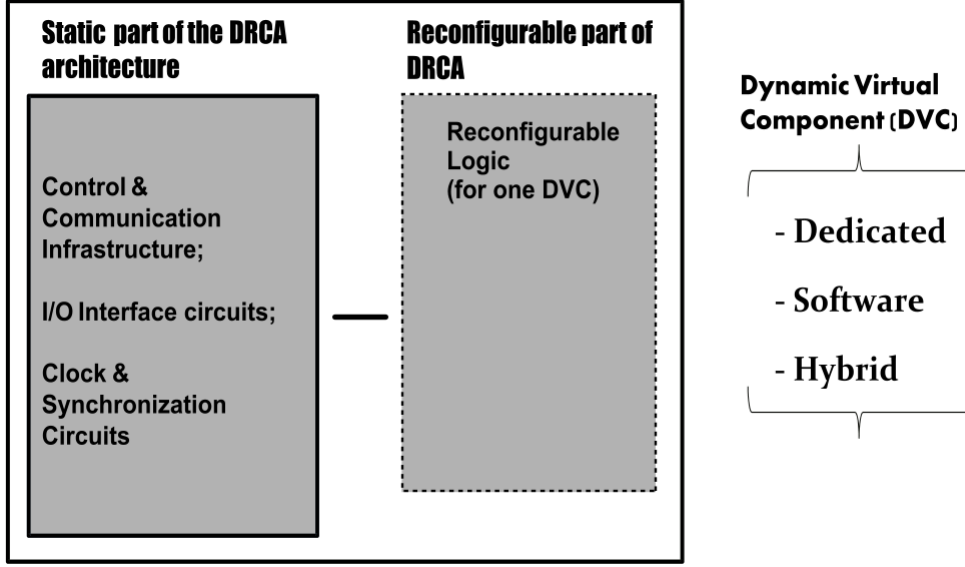 Static part of the DRCA
architecture
Control &
Communication
Infrastructure;
I/O Interface circuits;
Clock &
Synchronization
Circuits
Reconfigurable part of
DRCA
Reconfigurable
Logic
(for one DVC)
Dynamic Virtual
Component (DVC)
- Dedicated
- Software
- Hybrid